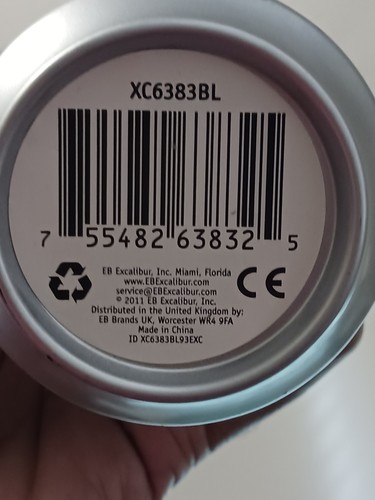 XC6383BL
7 55482 63832 5
EB Excalibur, Inc. Miami, Florida
www.EBExcalibur.com
service@EBExcalibur.com
© 2011 EB Excalibur, Inc.
Distributed in the United Kingdom by:
EB Brands UK, Worcester WR4 9FA
Made in China
ID XC6383BL93EXC
CE